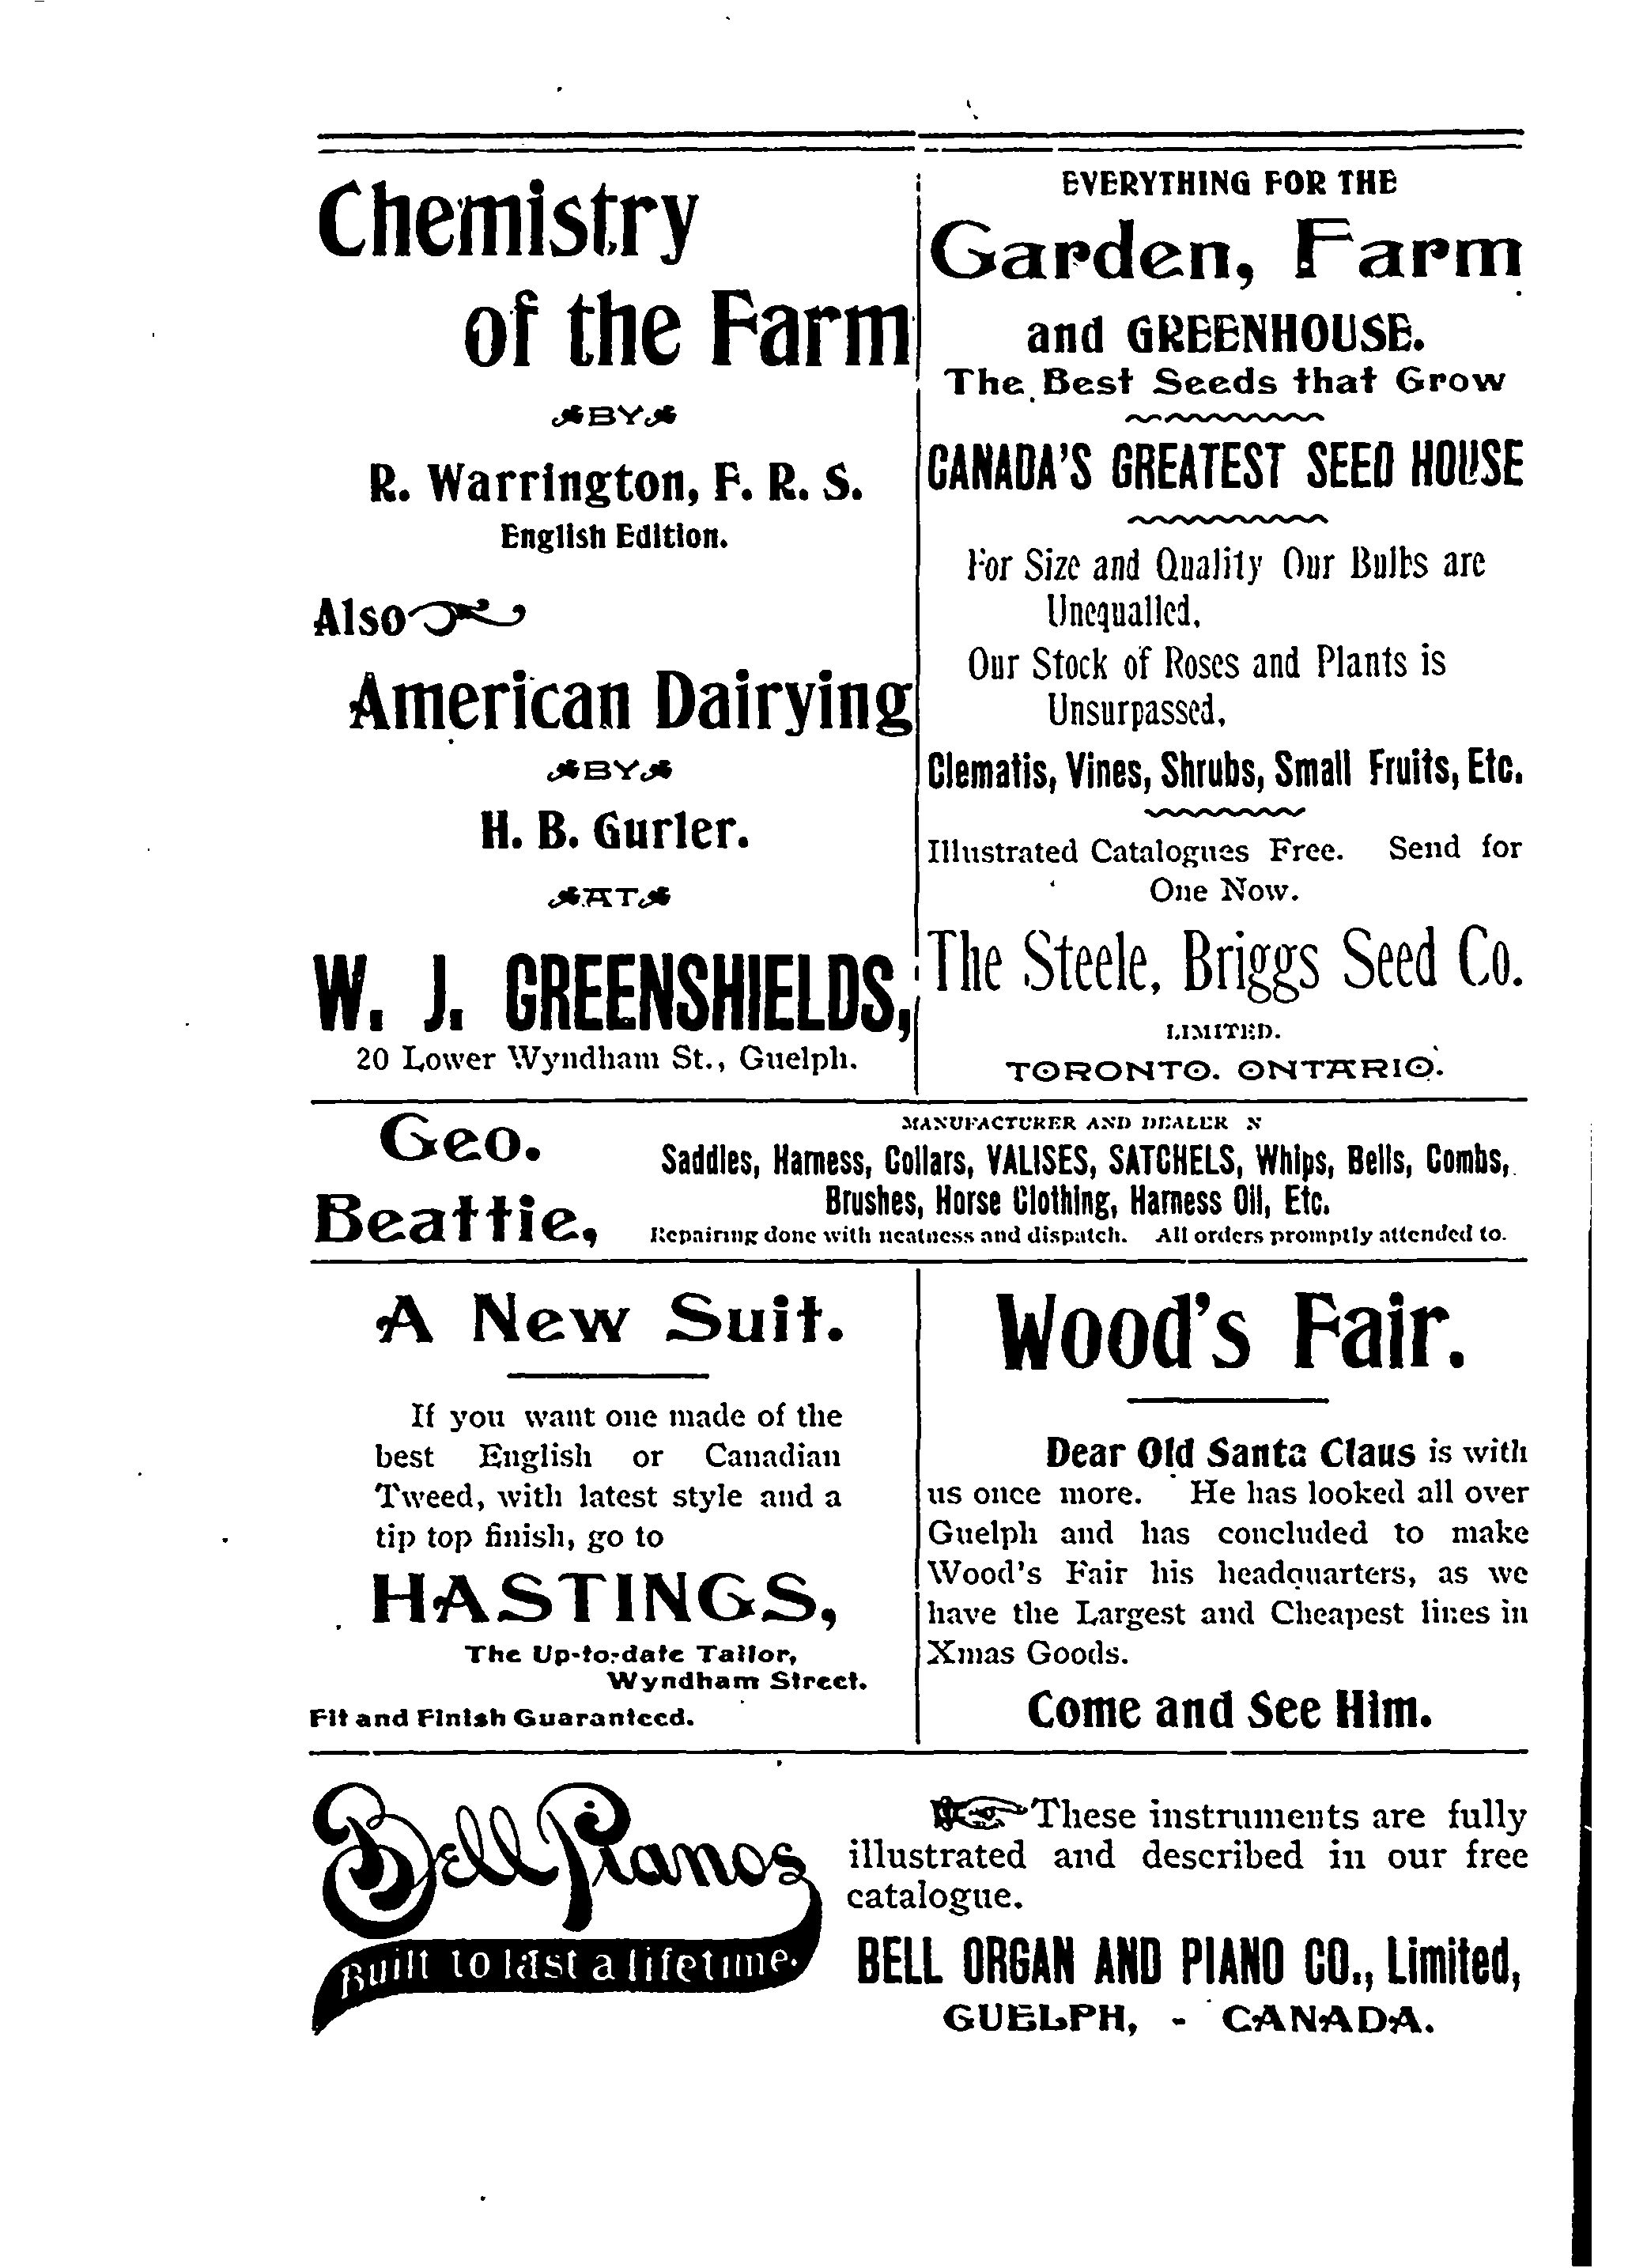 Chemistry
of the Farm
BY
R. Warrington, F. R. S.
English Edition.
Also
American Dairying
BY
H. B. Gurler.
AT
W. J. GREENSHIELDS,
20 Lower Wyndham St., Guelph.
EVERYTHING FOR THE
Garden, Farm
and GREENHOUSE.
The Best Seeds that Grow
CANADA'S GREATEST SEED HOUSE
For Size and Quality Our Bulbs are
Unequalled.
Our Stock of Roses and Plants is
Unsurpassed.
Clematis, Vines, Shrubs, Small Fruits, Etc.
Illustrated Catalogues Free. Send for
One Now.
The Steele, Briggs Seed Co.
LIMITED.
TORONTO. ONTARIO.
Geo.
Beattie,
MANUFACTURER AND DEALER N
Saddles, Harness, Collars, VALISES, SATCHELS, Whips, Bells, Combs,
Brushes, Horse Clothing, Harness Oil, Etc.
Repairing done with neatness and dispatch. All orders promptly attended to.
A New Suit.
If you want one made of the
best English or Canadian
Tweed, with latest style and a
tip top finish, go to
HASTINGS,
The Up-to-date Tailor,
Wyndham Street.
Fit and Finish Guaranteed.
Wood's Fair.
Dear Old Santa Claus is with
us once more. He has looked all over
Guelph and has concluded to make
Wood's Fair his headquarters, as we
have the Largest and Cheapest lines in
Xmas Goods.
Come and See Him.
Bell Pianos
Built to last a lifetime.
These instruments are fully
illustrated and described in our free
catalogue.
BELL ORGAN AND PIANO CO., Limited,
GUELPH, - CANADA.